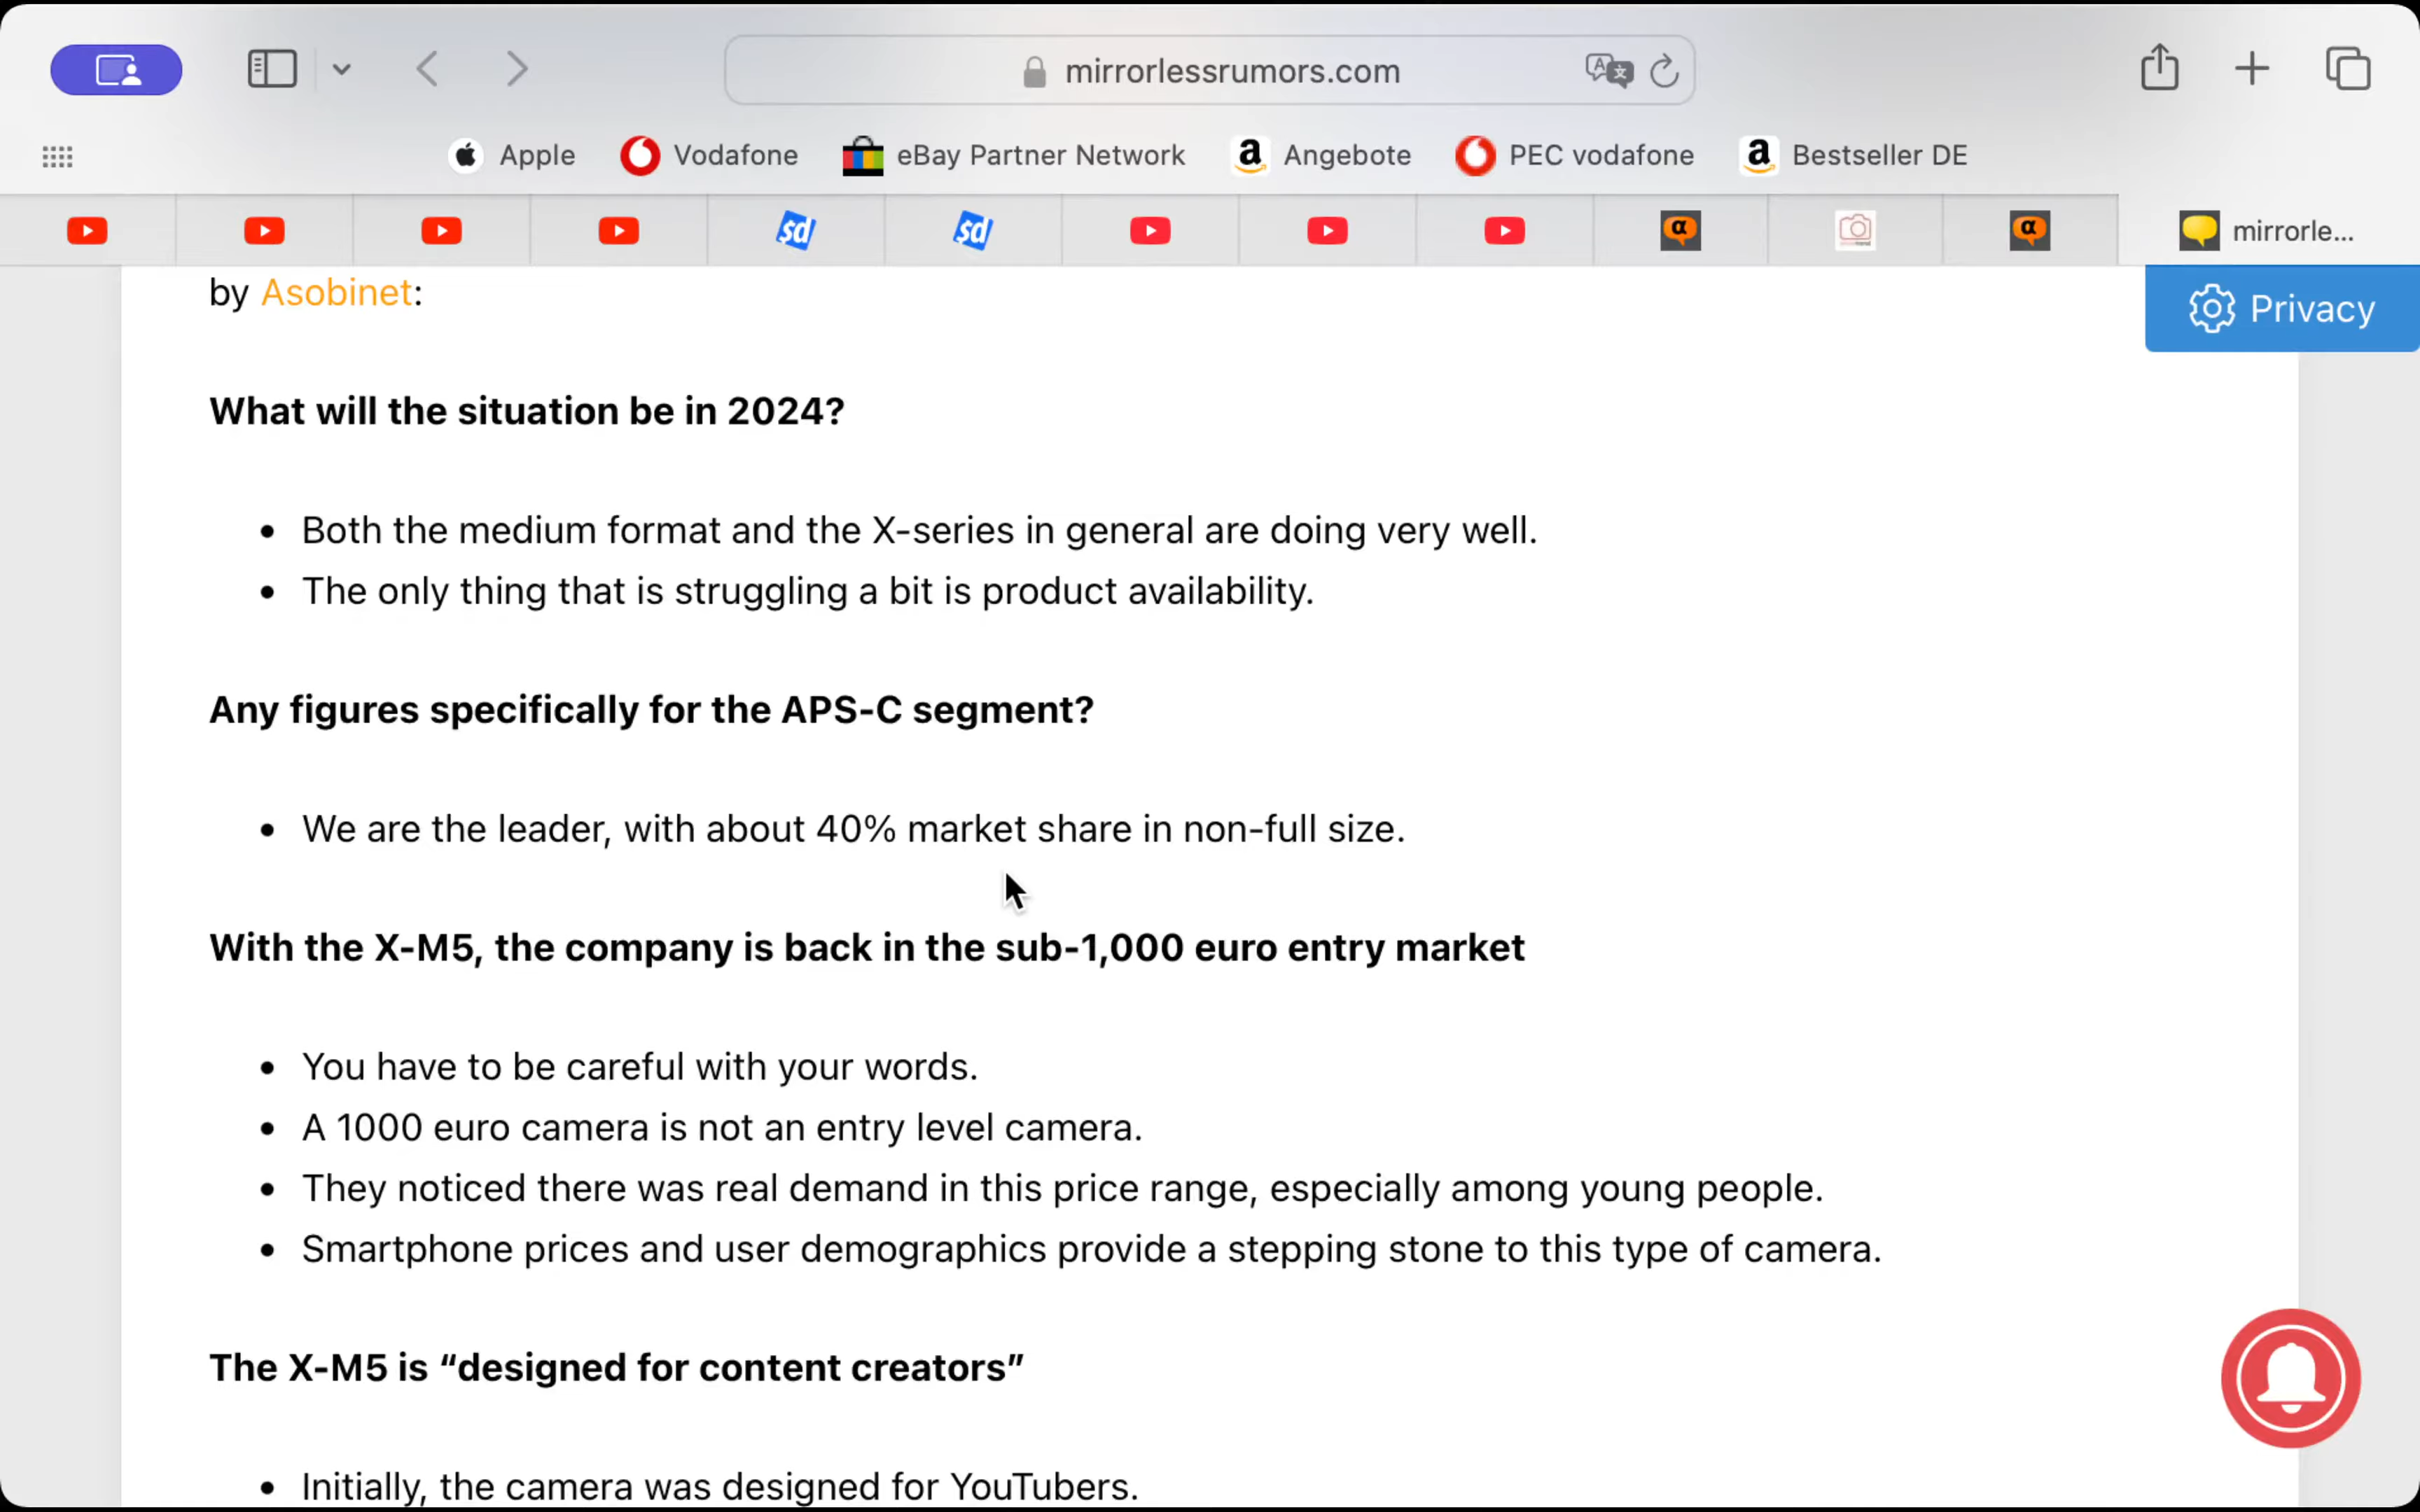 mirrorlessrumors.com
Apple
Vodafone
eBay Partner Network
Angebote
PEC vodafone
Bestseller DE
mirrorle...
by Asobinet:
Privacy
What will the situation be in 2024?
• Both the medium format and the X-series in general are doing very well.
• The only thing that is struggling a bit is product availability.
Any figures specifically for the APS-C segment?
• We are the leader, with about 40% market share in non-full size.
With the X-M5, the company is back in the sub-1,000 euro entry market
• You have to be careful with your words.
• A 1000 euro camera is not an entry level camera.
• They noticed there was real demand in this price range, especially among young people.
• Smartphone prices and user demographics provide a stepping stone to this type of camera.
The X-M5 is “designed for content creators”
• Initially, the camera was designed for YouTubers.